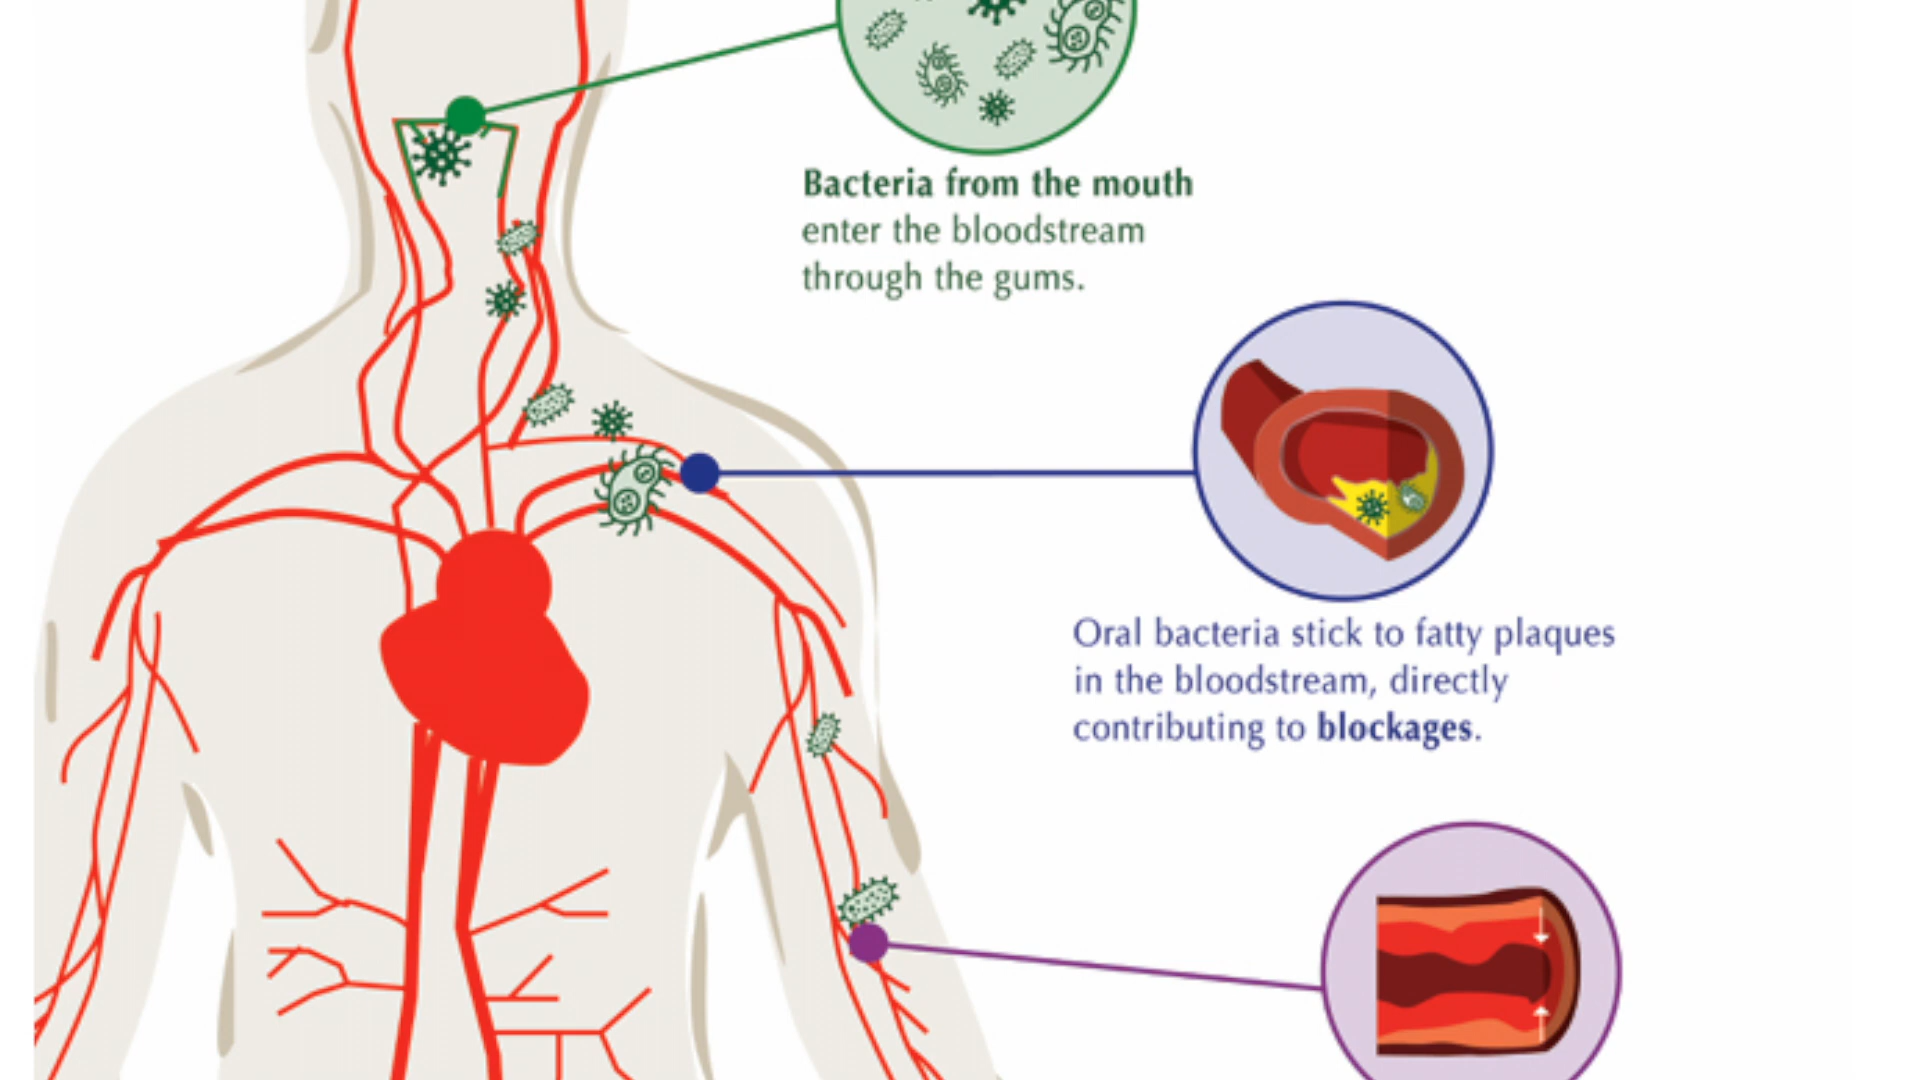 Bacteria from the mouth
enter the bloodstream
through the gums.
Oral bacteria stick to fatty plaques
in the bloodstream, directly
contributing to blockages.